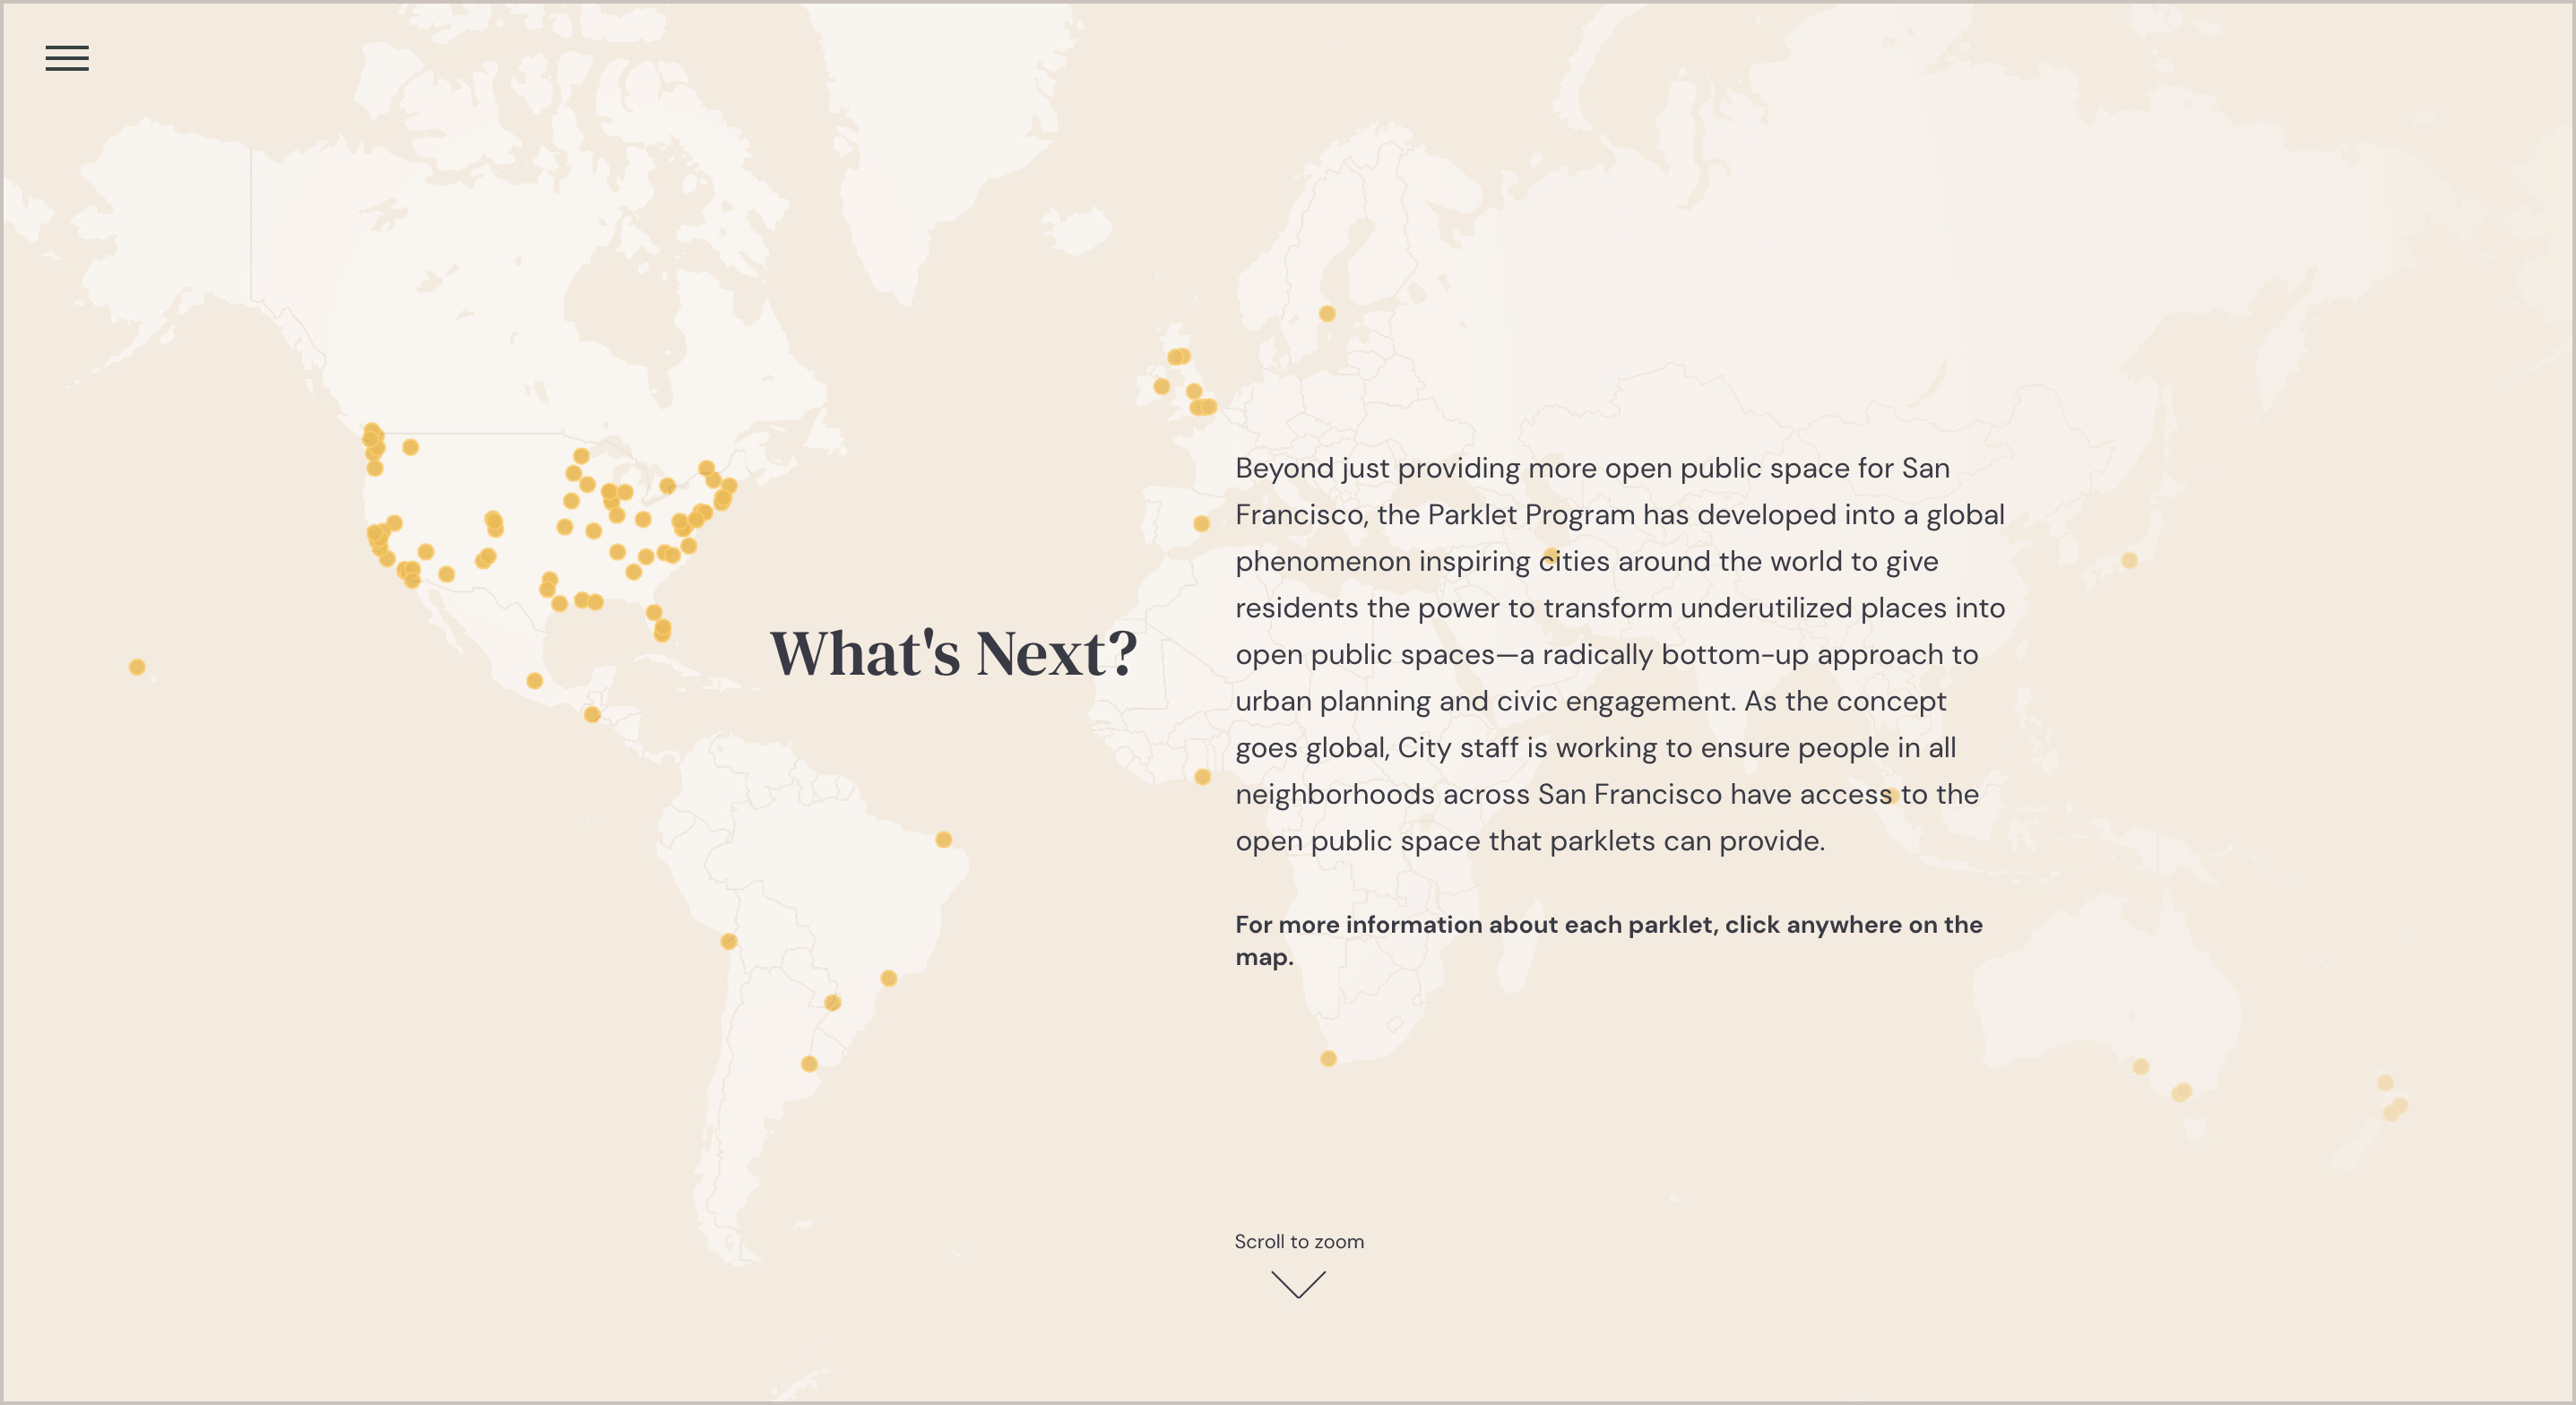 What's Next?
Beyond just providing more open public space for San
Francisco, the Parklet Program has developed into a global
phenomenon inspiring cities around the world to give
residents the power to transform underutilized places into
open public spaces—a radically bottom-up approach to
urban planning and civic engagement. As the concept
goes global, City staff is working to ensure people in all
neighborhoods across San Francisco have access to the
open public space that parklets can provide.
For more information about each parklet, click anywhere on the
map.
Scroll to zoom